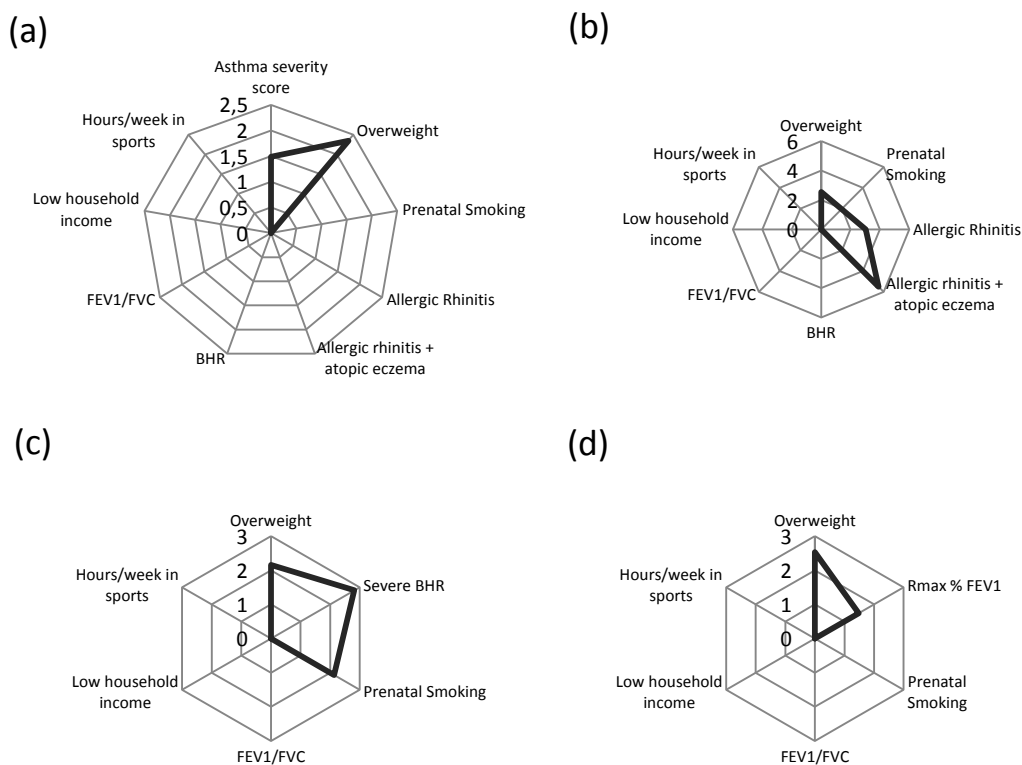 (a)
Asthma severity
score
2,5
2
1,5
1
0,5
0
Overweight
Prenatal Smoking
Allergic Rhinitis
Allergic rhinitis +
atopic eczema
BHR
FEV1/FVC
Low household
income
Hours/week in
sports
(b)
Overweight
6
4
2
0
Prenatal
Smoking
Allergic Rhinitis
Allergic rhinitis +
atopic eczema
BHR
FEV1/FVC
Low household
income
Hours/week in
sports
(c)
Overweight
3
2
1
0
Severe BHR
Prenatal Smoking
FEV1/FVC
Low household
income
Hours/week in
sports
(d)
Overweight
3
2
1
0
Rmax % FEV1
Prenatal
Smoking
FEV1/FVC
Low household
income
Hours/week in
sports